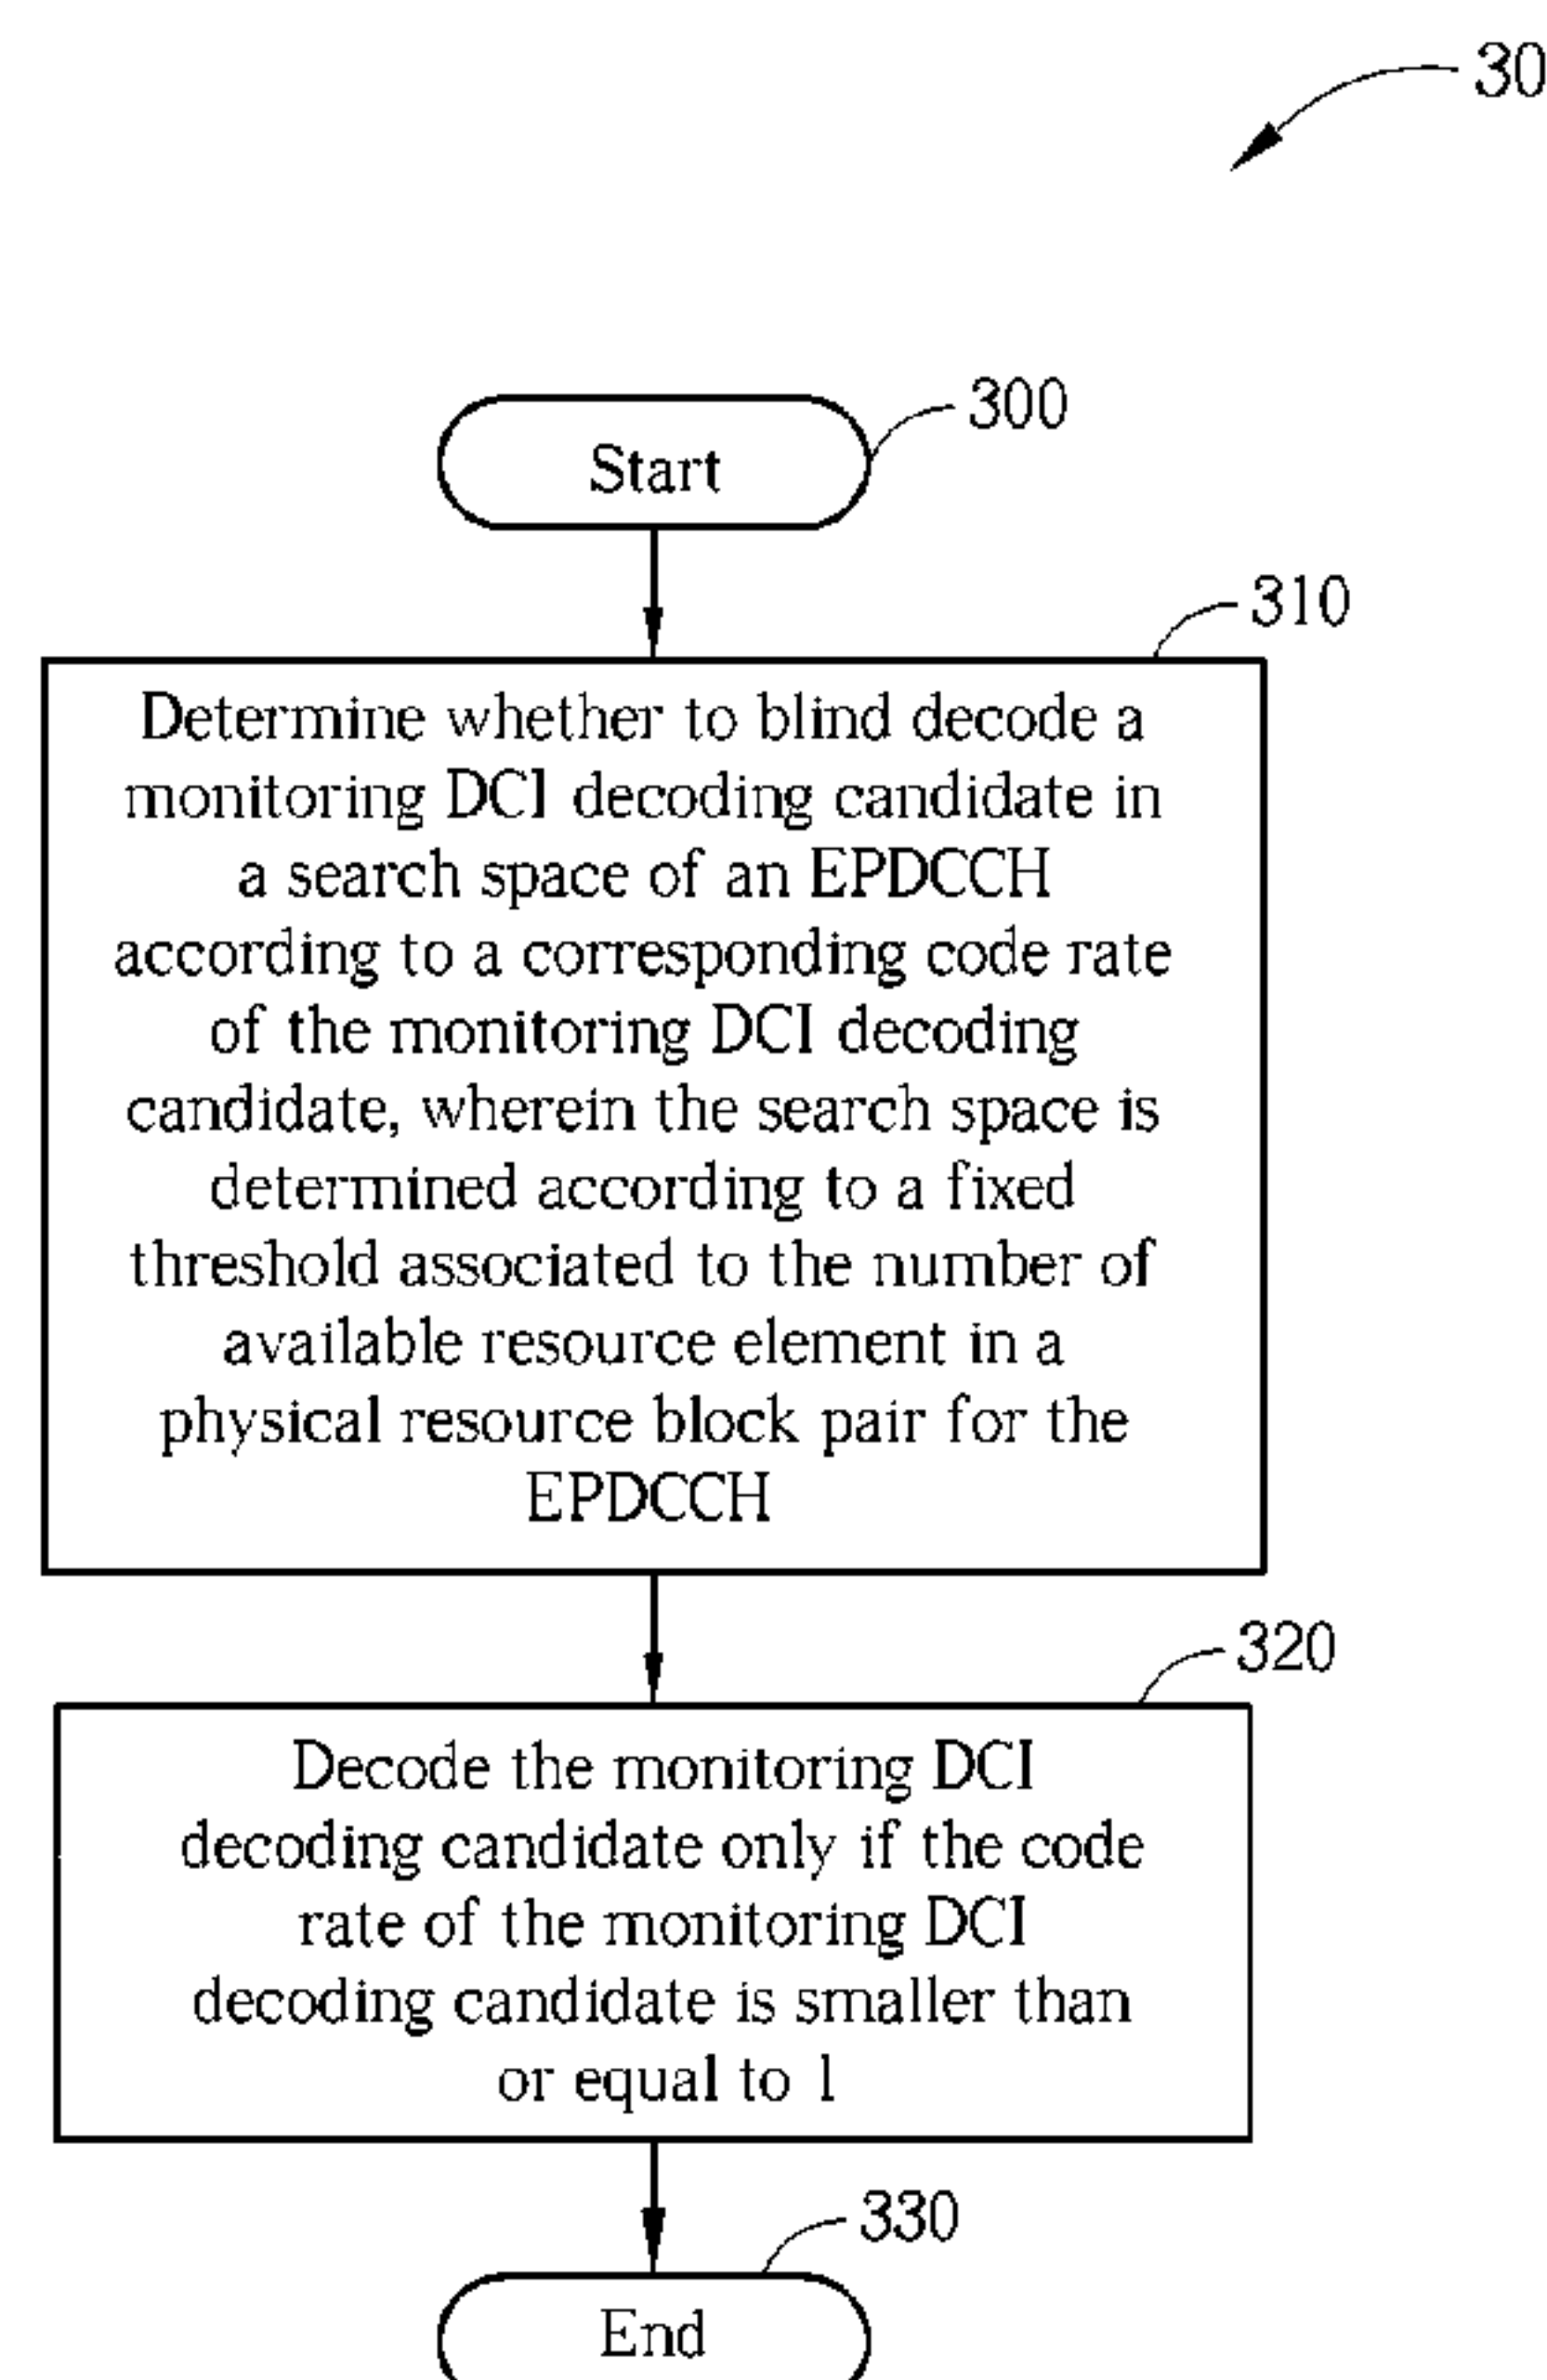 30
300
Start
310
Determine whether to blind decode a
monitoring DCI decoding candidate in
a search space of an EPDCCH
according to a corresponding code rate
of the monitoring DCI decoding
candidate, wherein the search space is
determined according to a fixed
threshold associated to the number of
available resource element in a
physical resource block pair for the
EPDCCH
320
Decode the monitoring DCI
decoding candidate only if the code
rate of the monitoring DCI
decoding candidate is smaller than
or equal to 1
330
End